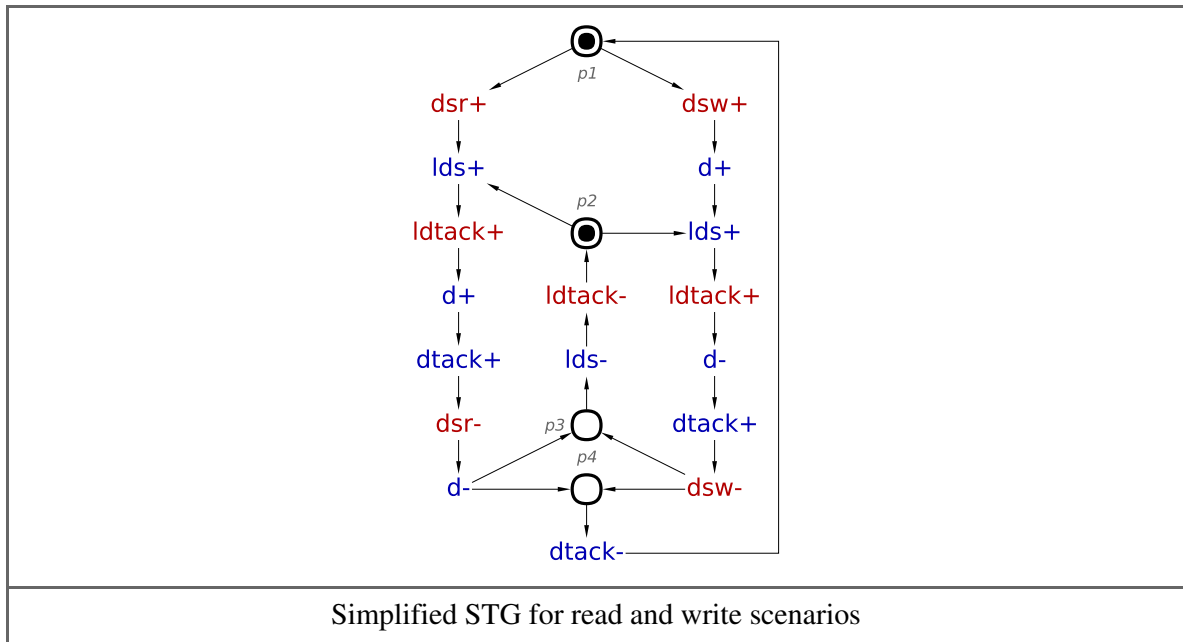 p1
dsr+ dsw+
lds+ d+
p2
ldtack+ lds+
d+ ldtack- ldtack+
dtack+ lds- d-
dsr- p3 dtack+
p4
d- dsw-
dtack-
Simplified STG for read and write scenarios